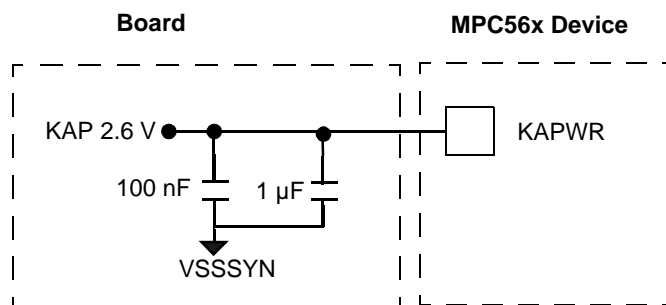 Board
MPC56x Device
KAP 2.6 V
KAPWR
100 nF
1 µF
VSSSYN